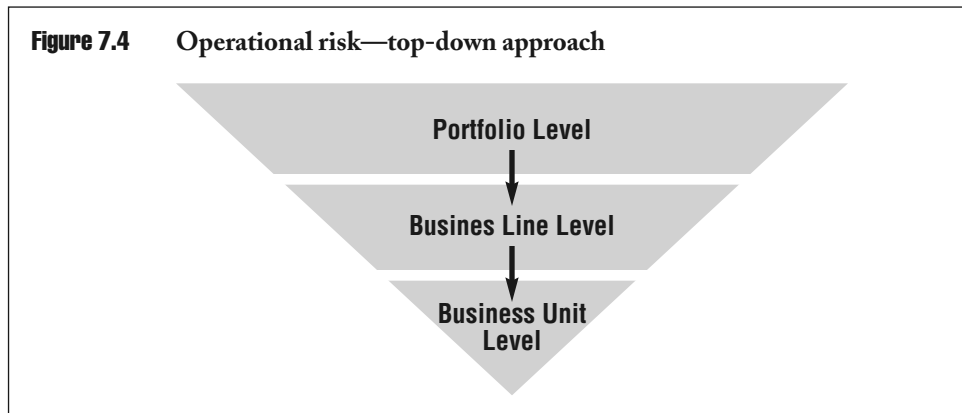 Figure 7.4 Operational risk—top-down approach
Portfolio Level
Busines Line Level
Business Unit
Level